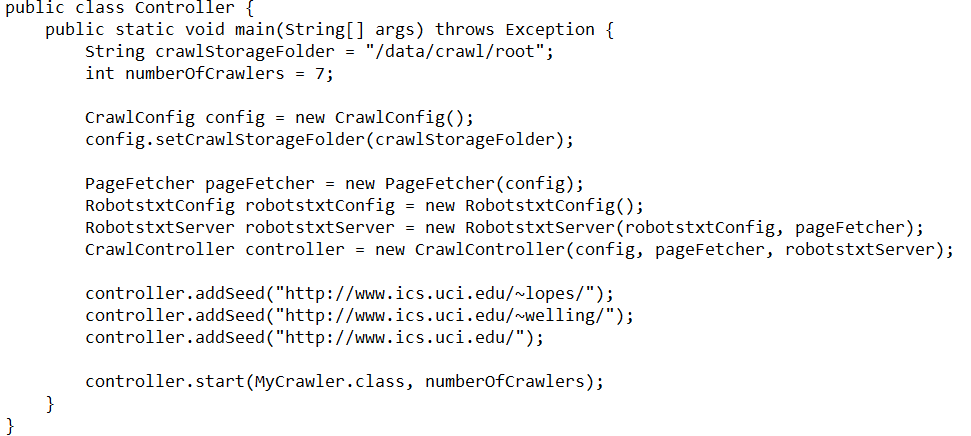 public class Controller {
    public static void main(String[] args) throws Exception {
        String crawlStorageFolder = "/data/crawl/root";
        int numberOfCrawlers = 7;

        CrawlConfig config = new CrawlConfig();
        config.setCrawlStorageFolder(crawlStorageFolder);

        PageFetcher pageFetcher = new PageFetcher(config);
        RobotstxtConfig robotstxtConfig = new RobotstxtConfig();
        RobotstxtServer robotstxtServer = new RobotstxtServer(robotstxtConfig, pageFetcher);
        CrawlController controller = new CrawlController(config, pageFetcher, robotstxtServer);

        controller.addSeed("http://www.ics.uci.edu/~lopes/");
        controller.addSeed("http://www.ics.uci.edu/~welling/");
        controller.addSeed("http://www.ics.uci.edu/");

        controller.start(MyCrawler.class, numberOfCrawlers);
    }
}